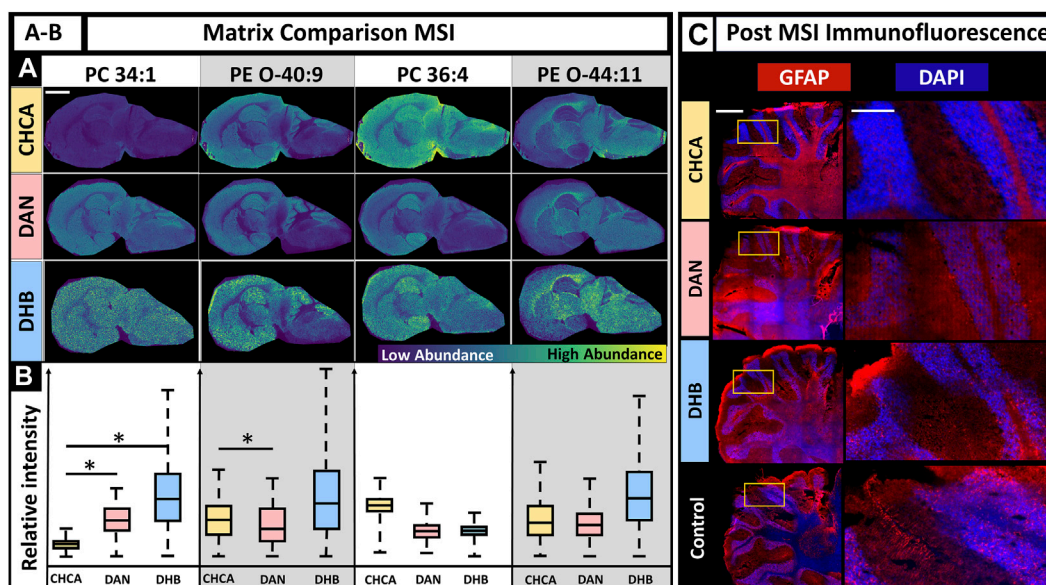 A-B
Matrix Comparison MSI
A
PC 34:1
PE O-40:9
PC 36:4
PE O-44:11
CHCA
DAN
DHB
Low Abundance
High Abundance
B
Relative intensity
*
*
*
CHCA DAN DHB
CHCA DAN DHB
CHCA DAN DHB
CHCA DAN DHB
C
Post MSI Immunofluorescence
GFAP
DAPI
CHCA
DAN
DHB
Control